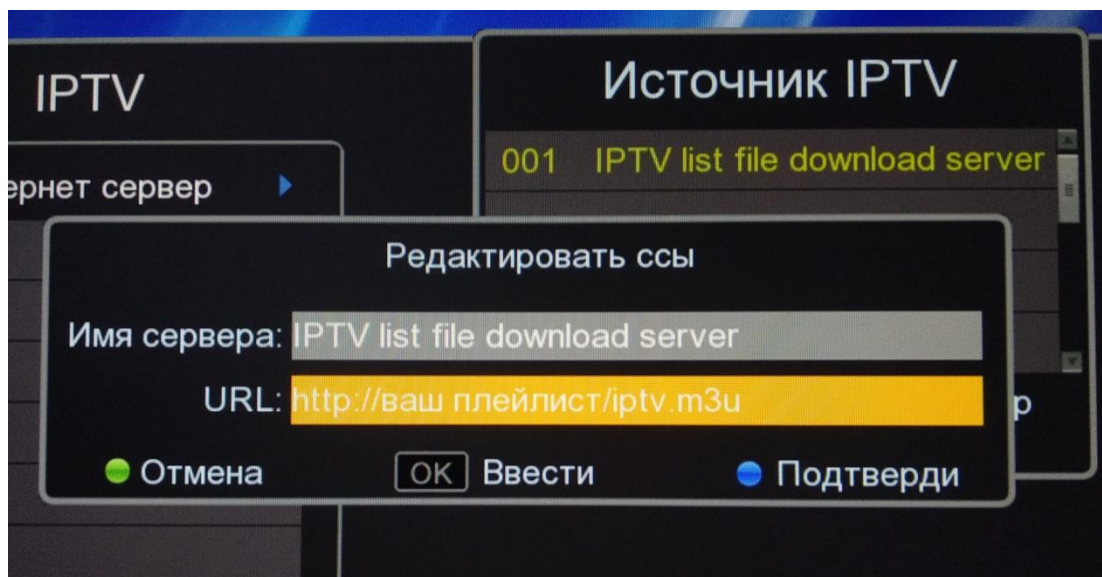 IPTV
Источник IPTV
001 IPTV list file download server
ернет сервер
Редактировать ссы
Имя сервера: IPTV list file download server
URL: http://ваш плейлист/iptv.m3u
р
Отмена
OK Ввести
Подтверди